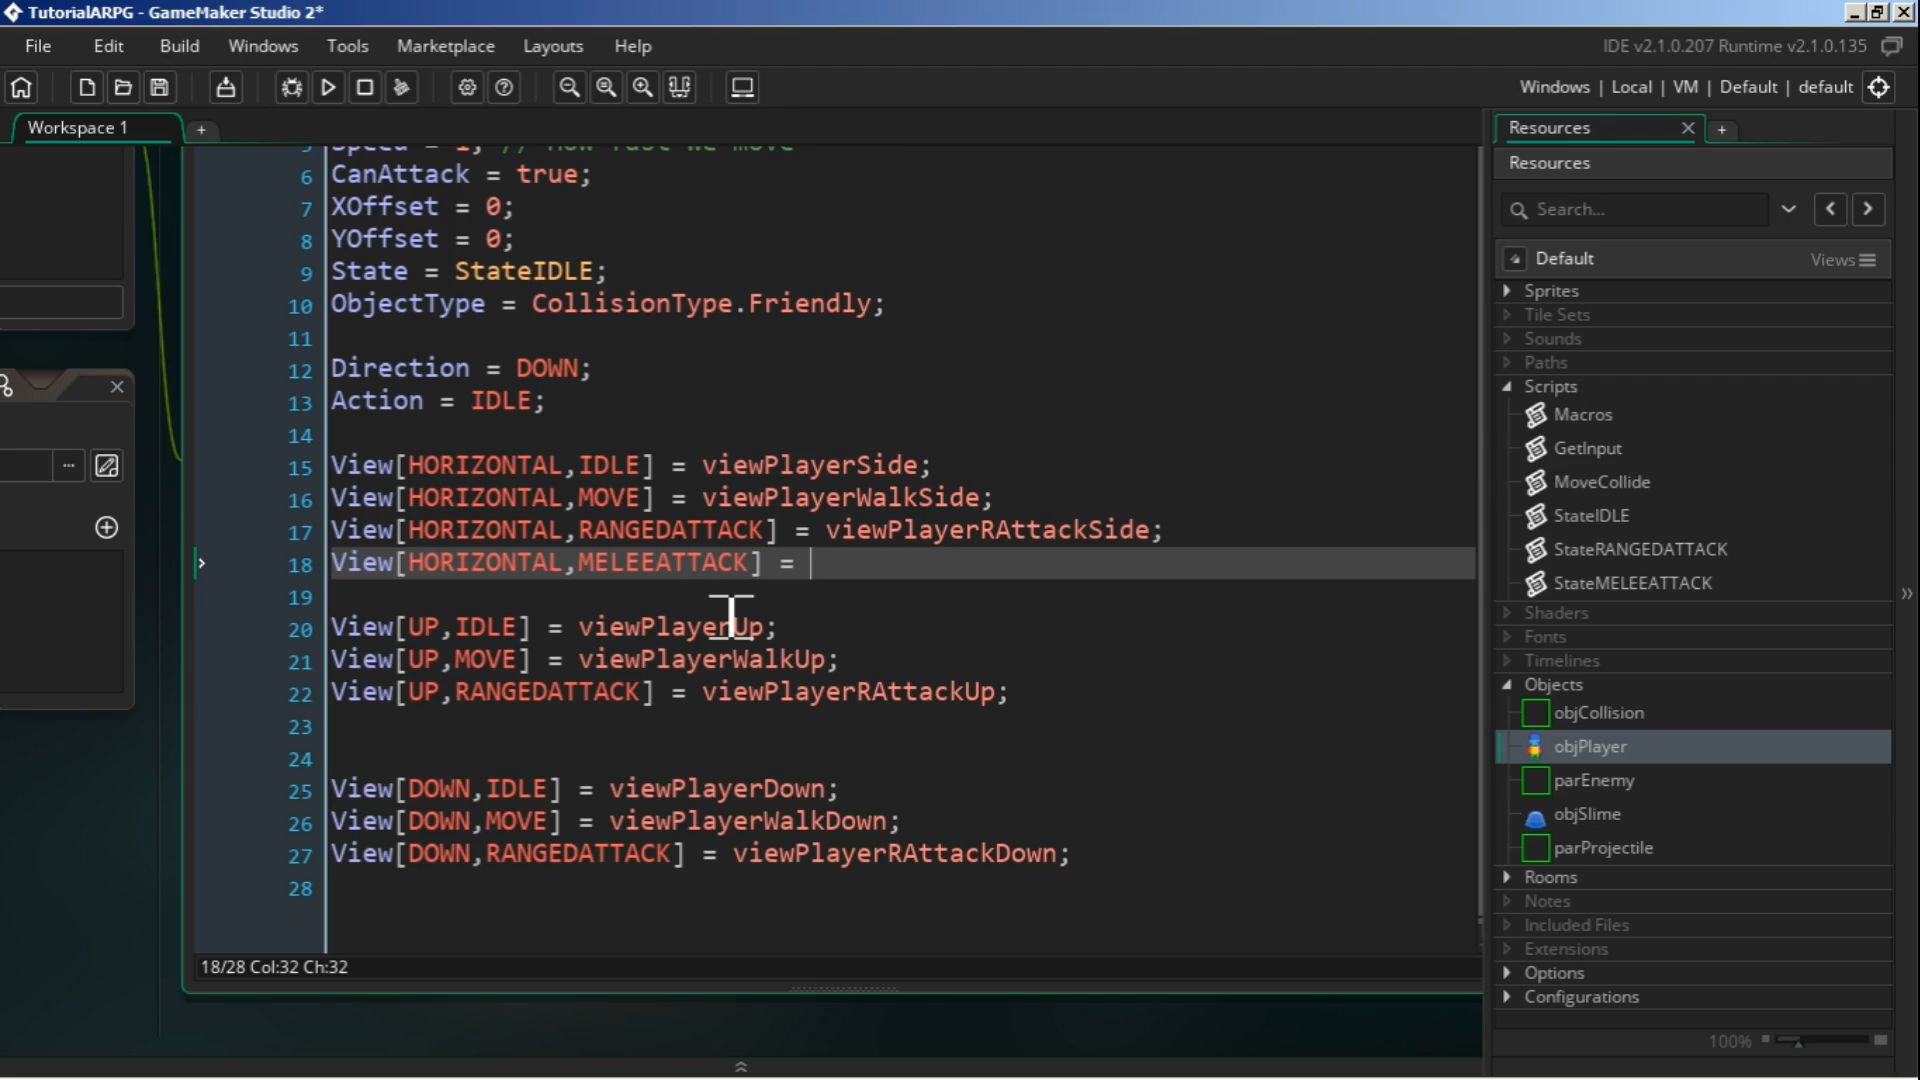 TutorialARPG - GameMaker Studio 2*
File Edit Build Windows Tools Marketplace Layouts Help
IDE v2.1.0.207 Runtime v2.1.0.135
Windows | Local | VM | Default | default
Workspace 1
5 Speed = 1; // How fast we move
6 CanAttack = true;
7 XOffset = 0;
8 YOffset = 0;
9 State = StateIDLE;
10 ObjectType = CollisionType.Friendly;
11
12 Direction = DOWN;
13 Action = IDLE;
14
15 View[HORIZONTAL,IDLE] = viewPlayerSide;
16 View[HORIZONTAL,MOVE] = viewPlayerWalkSide;
17 View[HORIZONTAL,RANGEDATTACK] = viewPlayerRAttackSide;
18 View[HORIZONTAL,MELEEATTACK] =
19
20 View[UP,IDLE] = viewPlayerUp;
21 View[UP,MOVE] = viewPlayerWalkUp;
22 View[UP,RANGEDATTACK] = viewPlayerRAttackUp;
23
24
25 View[DOWN,IDLE] = viewPlayerDown;
26 View[DOWN,MOVE] = viewPlayerWalkDown;
27 View[DOWN,RANGEDATTACK] = viewPlayerRAttackDown;
28
18/28 Col:32 Ch:32
Resources
Resources
Search...
Default Views
Sprites
Tile Sets
Sounds
Paths
Scripts
Macros
GetInput
MoveCollide
StateIDLE
StateRANGEDATTACK
StateMELEEATTACK
Shaders
Fonts
Timelines
Objects
objCollision
objPlayer
parEnemy
objSlime
parProjectile
Rooms
Notes
Included Files
Extensions
Options
Configurations
100%